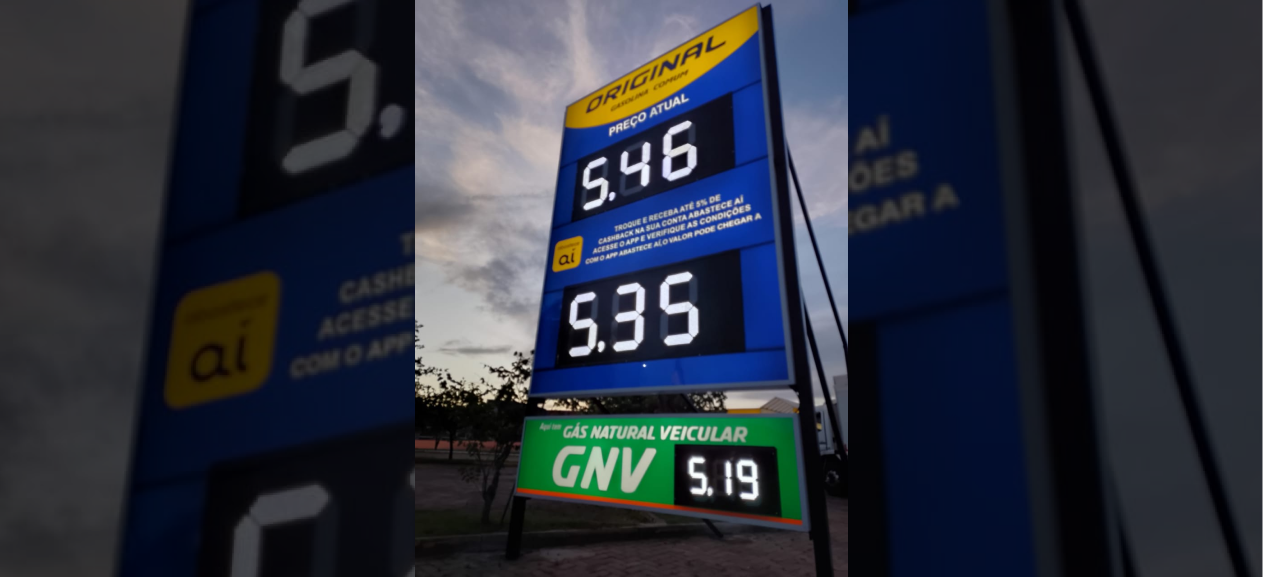 ORIGINAL
GASOLINA COMUM
PREÇO ATUAL
5.46
TROQUE E RECEBA ATÉ 5% DE
CASHBACK NA SUA CONTA ABASTECE AÍ
ACESSE O APP E VERIFIQUE AS CONDIÇÕES
COM O APP ABASTECE AÍ, O VALOR PODE CHEGAR A
aí
5.35
Aqui tem GÁS NATURAL VEICULAR
GNV 5.19